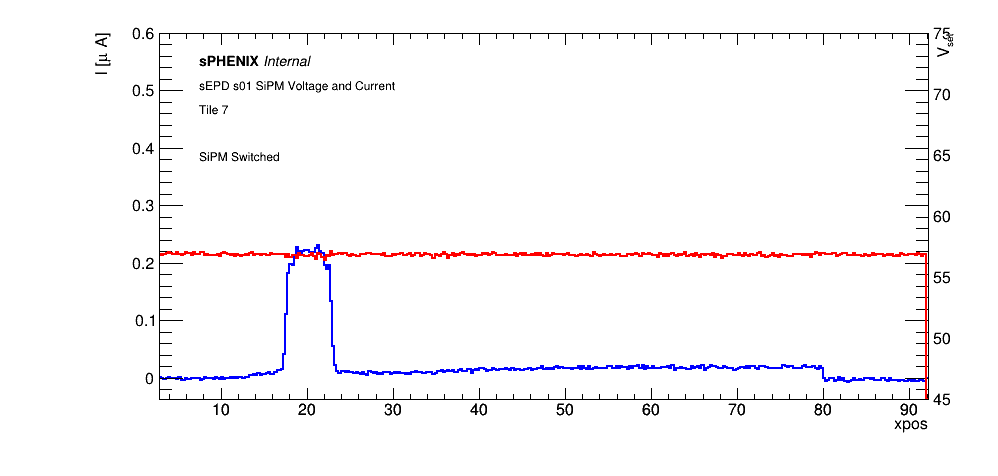 I [μ A]
0.6
0.5
0.4
0.3
0.2
0.1
0
sPHENIX Internal
sEPD s01 SiPM Voltage and Current
Tile 7
SiPM Switched
75
70
65
60
55
50
45
V_set
10 20 30 40 50 60 70 80 90
xpos